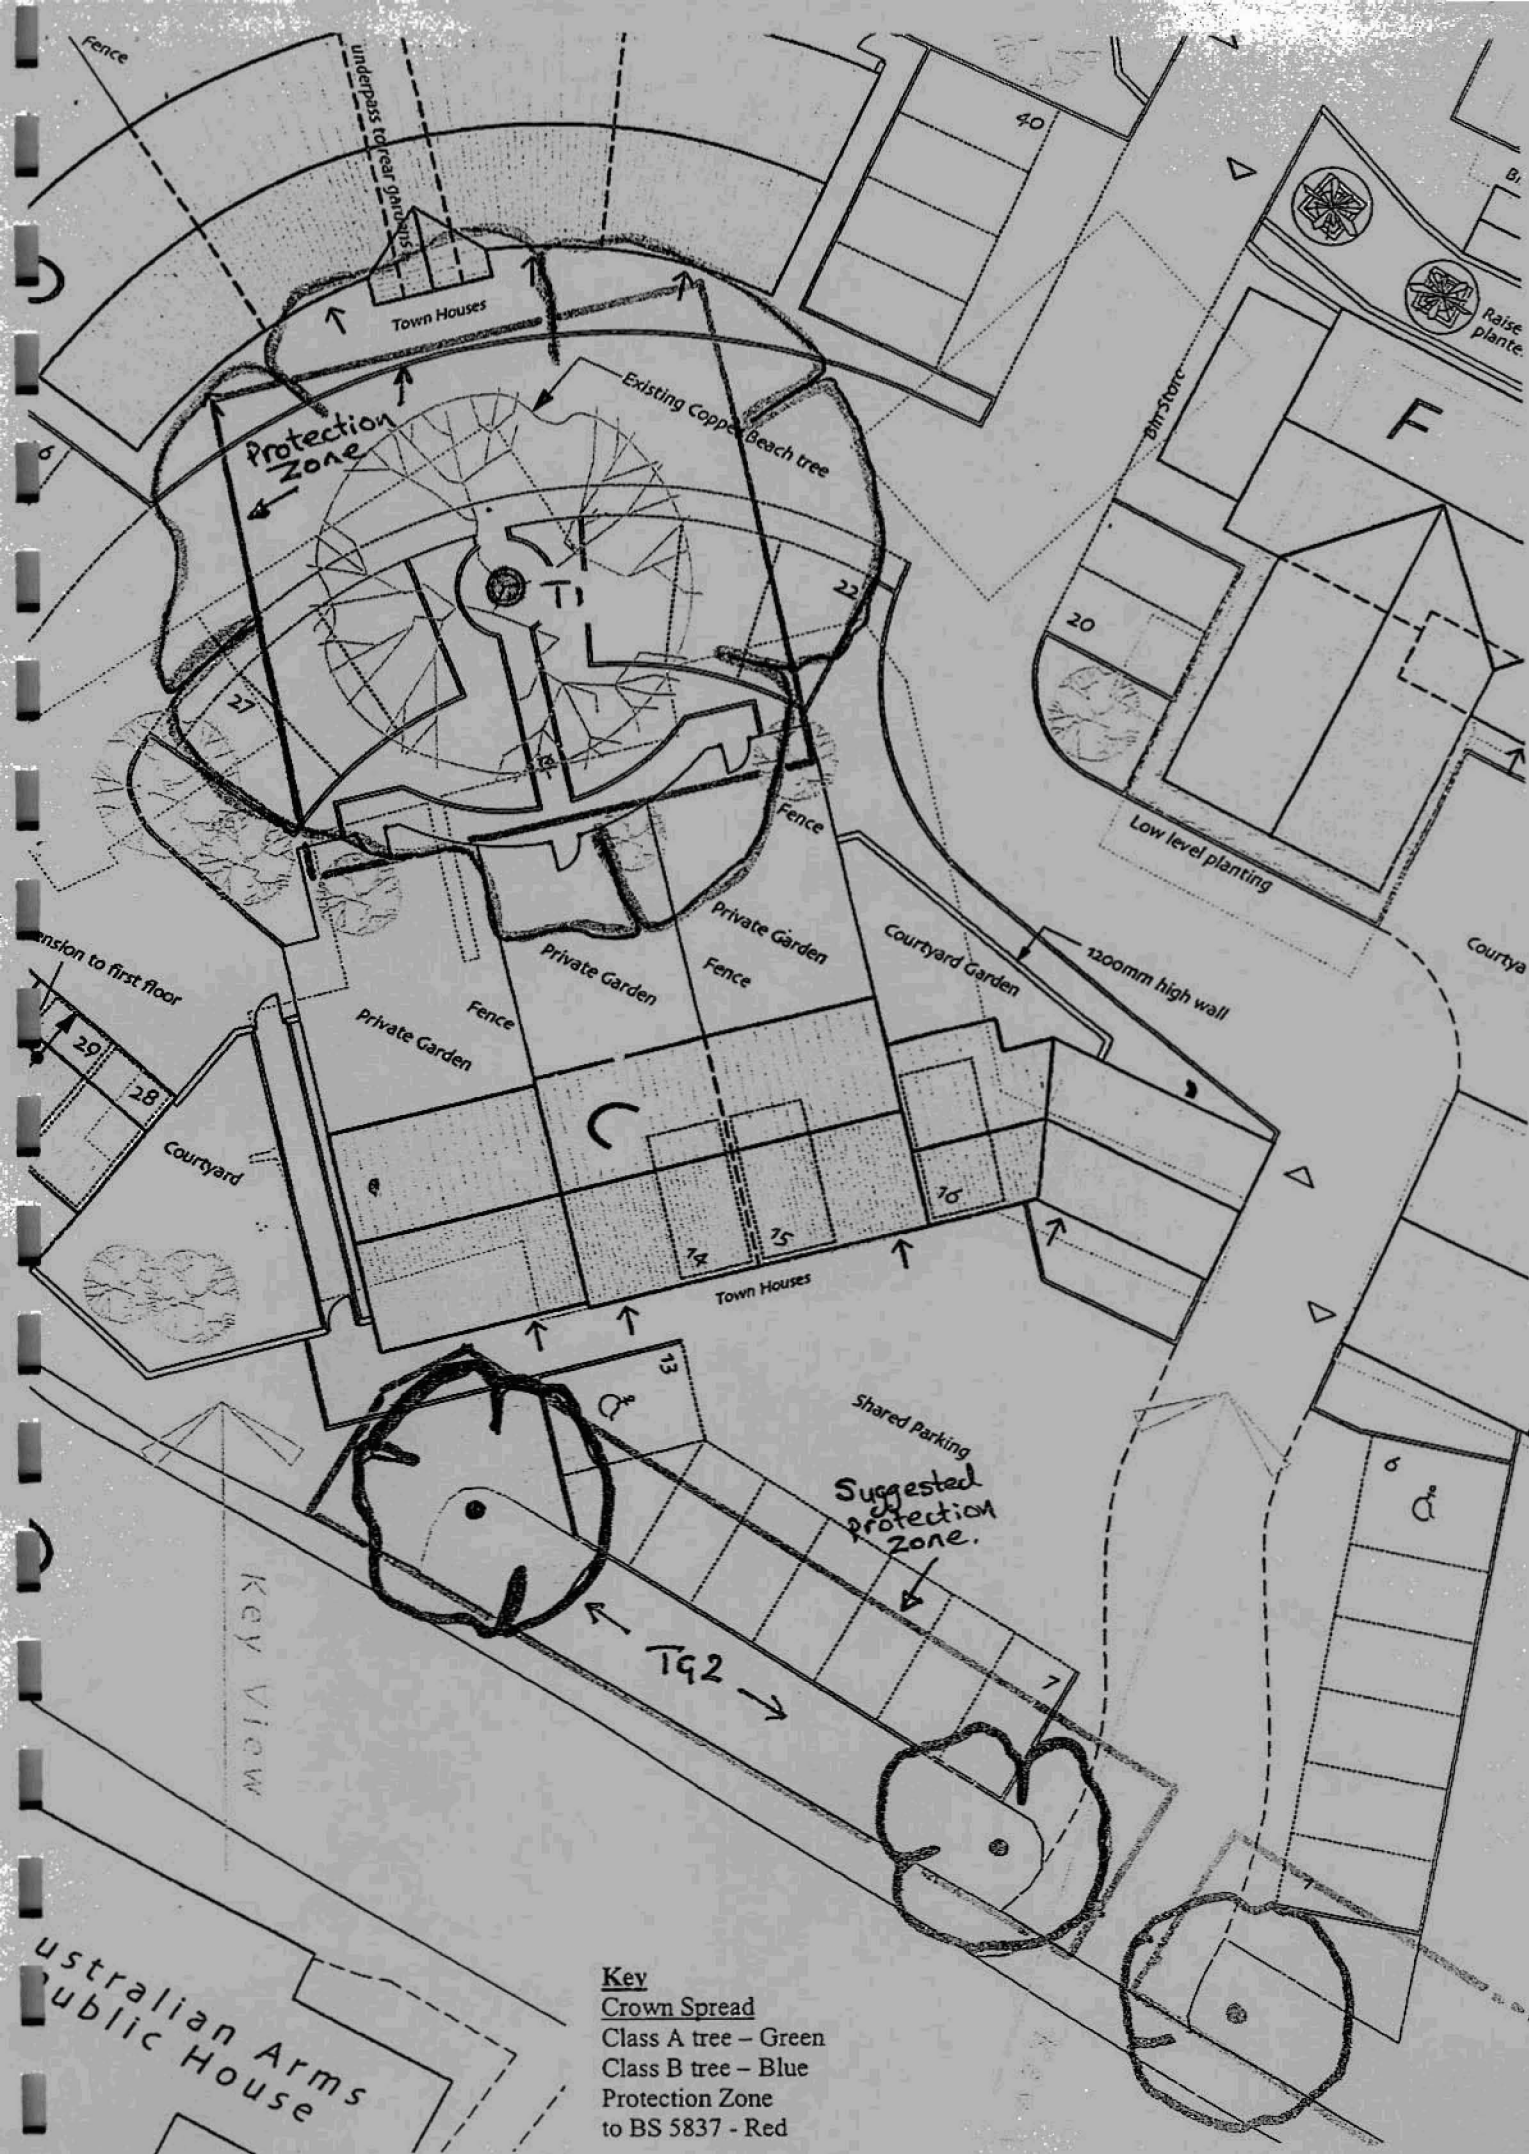 Fence
underpass to rear gardens
40
Town Houses
Existing Copper Beach tree
Protection
Zone
6
T1
22
27
Bin Store
F
Raise
plante
20
Low level planting
Fence
Private Garden
Fence
Private Garden
Courtyard Garden
1200mm high wall
Courtya
ension to first floor
Private Garden
Fence
29
28
Courtyard
C
14
15
16
Town Houses
13
Shared Parking
Suggested
protection
zone.
6
TG2
7
1
Key View
ustralian Arms
Public House
Key
Crown Spread
Class A tree – Green
Class B tree – Blue
Protection Zone
to BS 5837 - Red